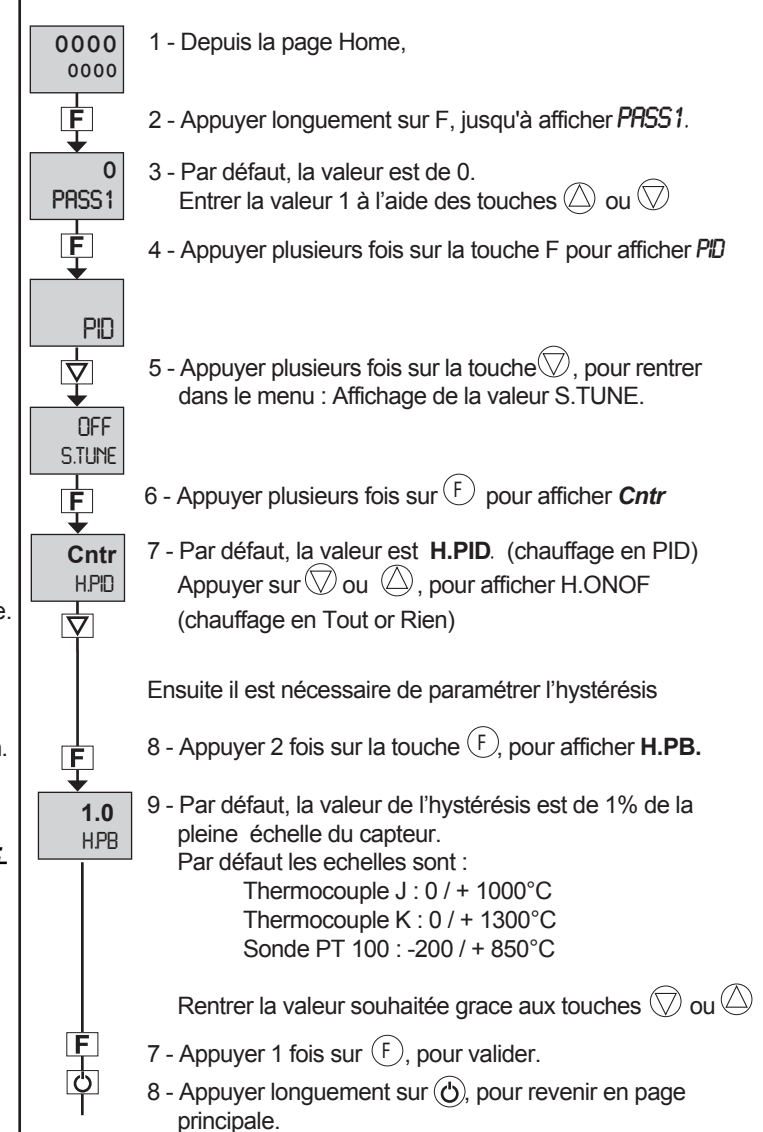 0000
0000
1 - Depuis la page Home,
F
2 - Appuyer longuement sur F, jusqu'à afficher PASS1.
0
PASS1
3 - Par défaut, la valeur est de 0.
Entrer la valeur 1 à l'aide des touches ou
F
4 - Appuyer plusieurs fois sur la touche F pour afficher PID
PID
5 - Appuyer plusieurs fois sur la touche , pour rentrer
dans le menu : Affichage de la valeur S.TUNE.
OFF
S.TUNE
F
6 - Appuyer plusieurs fois sur F pour afficher Cntr
Cntr
H.PID
7 - Par défaut, la valeur est H.PID. (chauffage en PID)
Appuyer sur ou , pour afficher H.ONOF
(chauffage en Tout or Rien)
e.
Ensuite il est nécessaire de paramétrer l'hystérésis
F
8 - Appuyer 2 fois sur la touche F, pour afficher H.PB.
1.0
H.PB
9 - Par défaut, la valeur de l'hystérésis est de 1% de la
pleine échelle du capteur.
Par défaut les echelles sont :
Thermocouple J : 0 / + 1000°C
Thermocouple K : 0 / + 1300°C
Sonde PT 100 : -200 / + 850°C
Rentrer la valeur souhaitée grace aux touches ou
F
7 - Appuyer 1 fois sur F, pour valider.
8 - Appuyer longuement sur , pour revenir en page
principale.